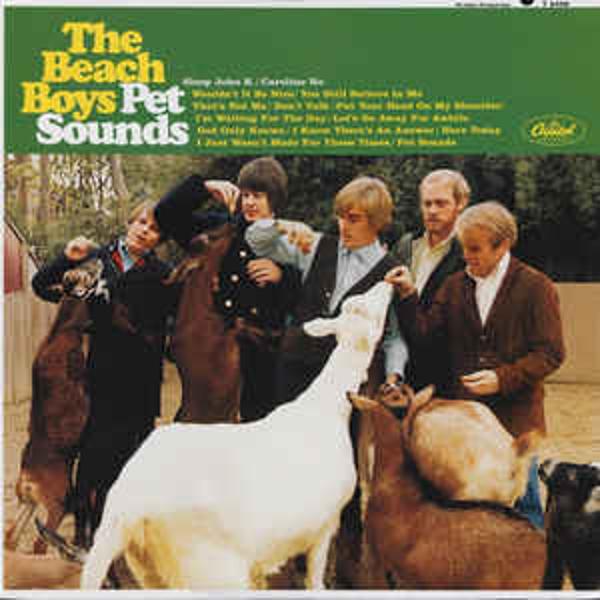 The
Beach
Boys Pet
Sounds
Sloop John B. / Caroline No
Wouldn't It Be Nice / You Still Believe In Me
That's Not Me / Don't Talk (Put Your Head On My Shoulder)
I'm Waiting For The Day / Let's Go Away For Awhile
God Only Knows / I Know There's An Answer / Here Today
I Just Wasn't Made For These Times / Pet Sounds
Capitol